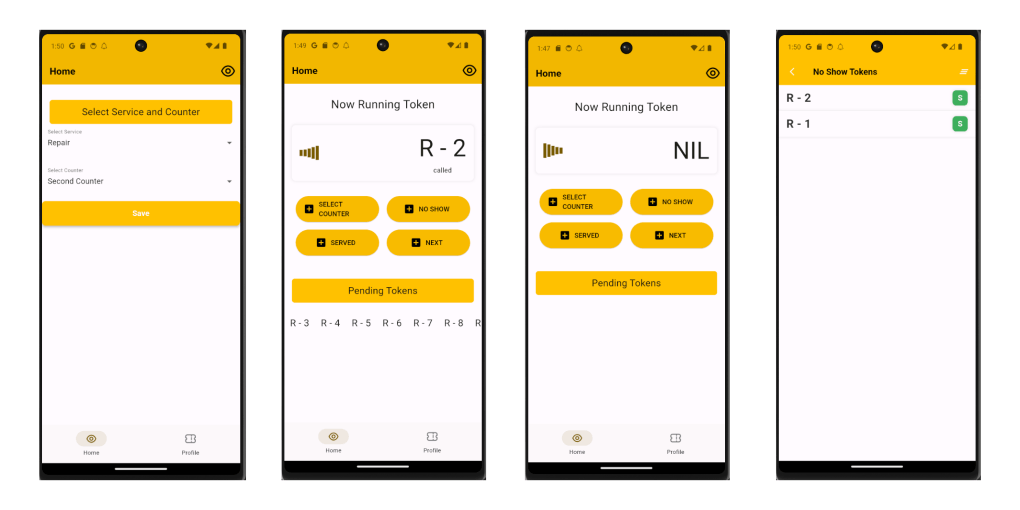 1:50
Home
Select Service and Counter
Select Service
Repair
Select Counter
Second Counter
Save
Home
Profile
1:49
Home
Now Running Token
R - 2
called
SELECT
COUNTER
NO SHOW
SERVED
NEXT
Pending Tokens
R - 3 R - 4 R - 5 R - 6 R - 7 R - 8 R
Home
Profile
1:47
Home
Now Running Token
NIL
SELECT
COUNTER
NO SHOW
SERVED
NEXT
Pending Tokens
Home
Profile
1:50
No Show Tokens
R - 2
S
R - 1
S